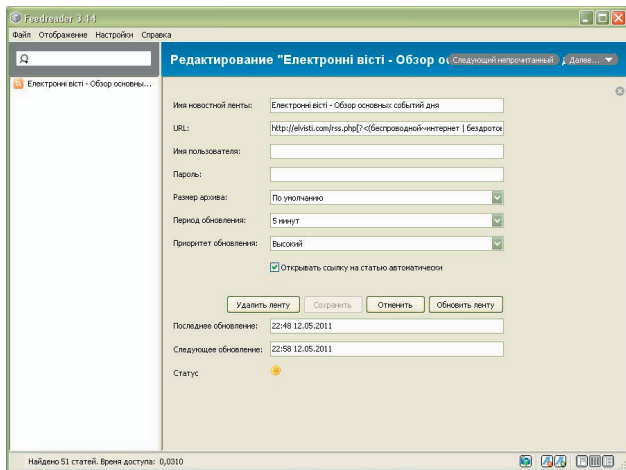 Feedreader 3.14
Файл Отображение Настройки Справка
Редактирование "Електронні вісті - Обзор ос
Следующий непрочитанный
Далее...
Електронні вісті - Обзор основны...
Имя новостной ленты: Електронні вісті - Обзор основных событий дня
URL: http://elvisti.com/rss.php[?<(беспроводной~интернет | бездротов
Имя пользователя:
Пароль:
Размер архива: По умолчанию
Период обновления: 5 минут
Приоритет обновления: Высокий
Открывать ссылку на статью автоматически
Удалить ленту Сохранить Отменить Обновить ленту
Последнее обновление: 22:48 12.05.2011
Следующее обновление: 22:58 12.05.2011
Статус
Найдено 51 статей. Время доступа: 0,0310